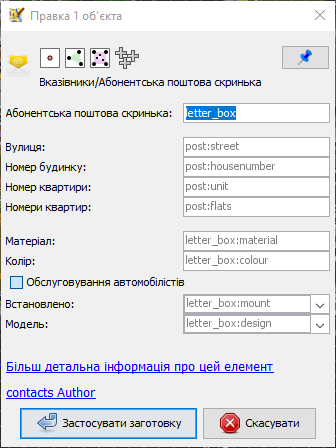 Правка 1 об'єкта
Вказівники/Абонентська поштова скринька
Абонентська поштова скринька: letter_box
Вулиця: post:street
Номер будинку: post:housenumber
Номер квартири: post:unit
Номери квартир: post:flats
Матеріал: letter_box:material
Колір: letter_box:colour
Обслуговування автомобілістів
Встановлено: letter_box:mount
Модель: letter_box:design
Більш детальна інформація про цей елемент
contacts Author
Застосувати заготовку Скасувати